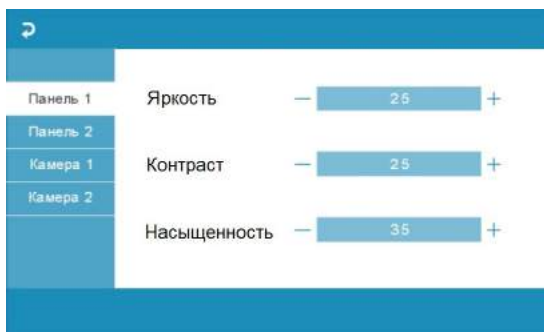 Панель 1
Панель 2
Камера 1
Камера 2
Яркость — 25 +
Контраст — 25 +
Насыщенность — 35 +